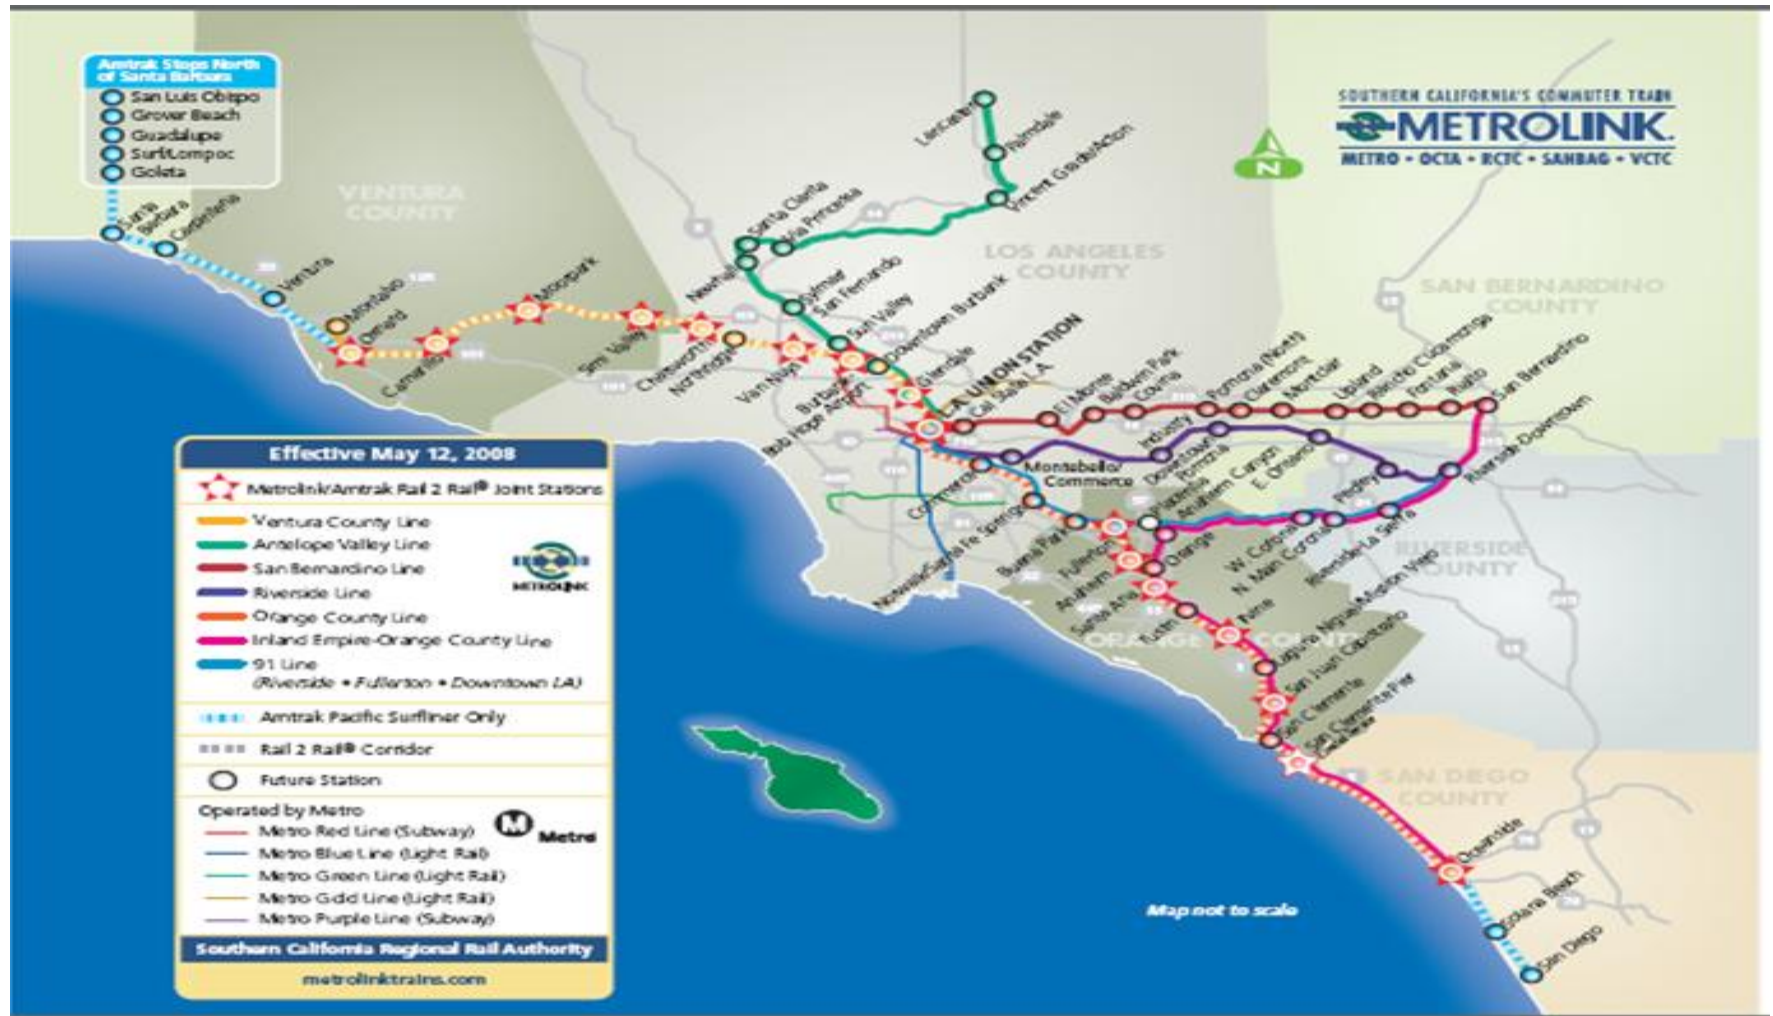 Amtrak Stops North
of Santa Barbara
San Luis Obispo
Grover Beach
Guadalupe
Surf/Lompoc
Goleta
Santa
Barbara
Carpinteria
Ventura
Montalvo
Oxnard
Camarillo
Moorpark
Simi Valley
Chatsworth
Northridge
Van Nuys
Burbank-
Bob Hope Airport
VENTURA
COUNTY
Lancaster
Palmdale
Vincent Grade/Acton
Santa Clarita
Via Princessa
Newhall
Sylmar
San Fernando
Sun Valley
Downtown Burbank
Glendale
LA UNION STATION
Cal State L.A.
LOS ANGELES
COUNTY
SOUTHERN CALIFORNIA'S COMMUTER TRAIN
METROLINK.
METRO • OCTA • RCTC • SANBAG • VCTC
N
SAN BERNARDINO
COUNTY
El Monte
Baldwin Park
Covina
Pomona (North)
Claremont
Montclair
Upland
Rancho Cucamonga
Fontana
Rialto
San Bernardino
Montebello/
Commerce
Industry
Downtown
Pomona
E. Ontario
Pedley
Riverside-Downtown
Commerce
Norwalk/Santa Fe Springs
Buena Park
Fullerton
Placentia
Anaheim Canyon
Anaheim
Orange
Santa Ana
Tustin
Irvine
W. Corona
N. Main Corona
Riverside-La Sierra
RIVERSIDE
COUNTY
ORANGE COUNTY
Laguna Niguel/Mission Viejo
San Juan Capistrano
San Clemente
San Clemente Pier
SAN DIEGO
COUNTY
Oceanside
Solana Beach
San Diego
Map not to scale
Effective May 12, 2008
Metrolink/Amtrak Rail 2 Rail® Joint Stations
Ventura County Line
Antelope Valley Line
San Bernardino Line
Riverside Line
Orange County Line
Inland Empire-Orange County Line
91 Line
(Riverside • Fullerton • Downtown LA)
METROLINK
Amtrak Pacific Surfliner Only
Rail 2 Rail® Corridor
Future Station
Operated by Metro
M Metro
Metro Red Line (Subway)
Metro Blue Line (Light Rail)
Metro Green Line (Light Rail)
Metro Gold Line (Light Rail)
Metro Purple Line (Subway)
Southern California Regional Rail Authority
metrolinktrains.com